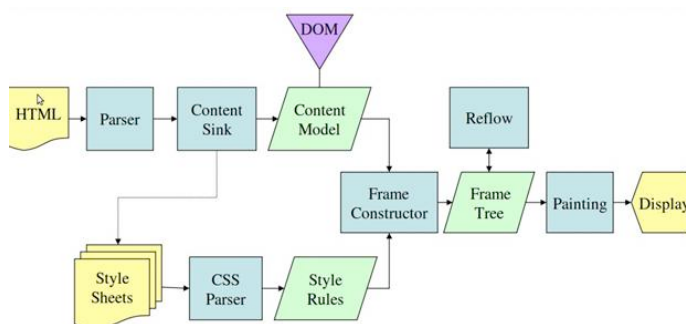 DOM
HTML
Parser
Content
Sink
Content
Model
Reflow
Frame
Constructor
Frame
Tree
Painting
Display
Style
Sheets
CSS
Parser
Style
Rules